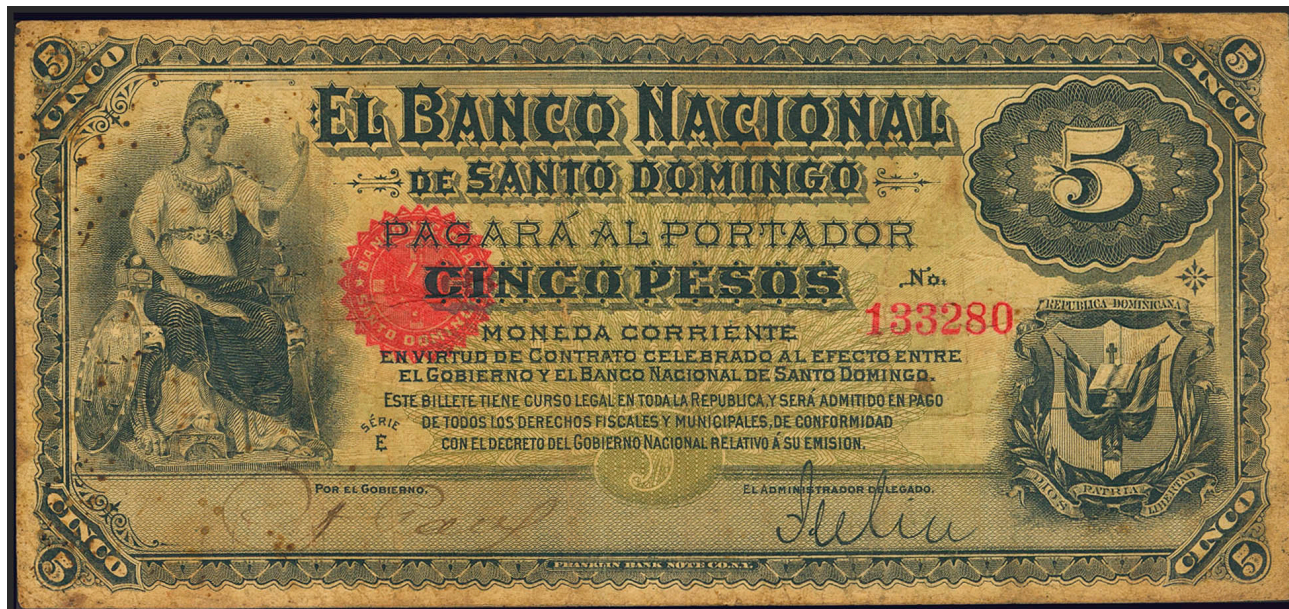 5 CINCO
CINCO 5
EL BANCO NACIONAL
DE SANTO DOMINGO
5
PAGARÁ AL PORTADOR
CINCO PESOS
No.
133280
BANCO
SANTO DOMIN
REPUBLICA DOMINICANA
MONEDA CORRIENTE
EN VIRTUD DE CONTRATO CELEBRADO AL EFECTO ENTRE
EL GOBIERNO Y EL BANCO NACIONAL DE SANTO DOMINGO.
ESTE BILLETE TIENE CURSO LEGAL EN TODA LA REPUBLICA, Y SERÁ ADMITIDO EN PAGO
DE TODOS LOS DERECHOS FISCALES Y MUNICIPALES, DE CONFORMIDAD
CON EL DECRETO DEL GOBIERNO NACIONAL RELATIVO Á SU EMISION.
SÉRIE
E
5
DIOS PATRIA LIBERTAD
POR EL GOBIERNO.
EL ADMINISTRADOR DELEGADO.
CINCO 5
CINCO 5
FRANKLIN BANK NOTE CO. N.Y.